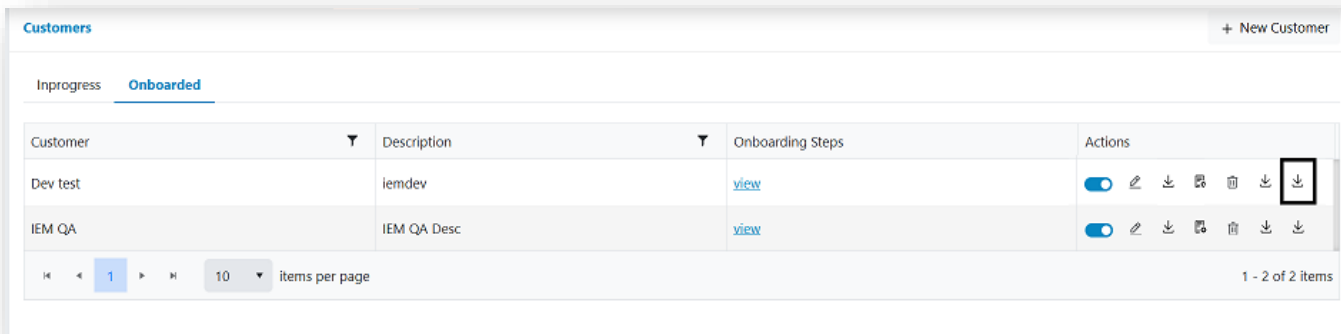 Customers
+ New Customer
Inprogress Onboarded
Customer Description Onboarding Steps Actions
Dev test iemdev view
IEM QA IEM QA Desc view
1 10 items per page 1 - 2 of 2 items